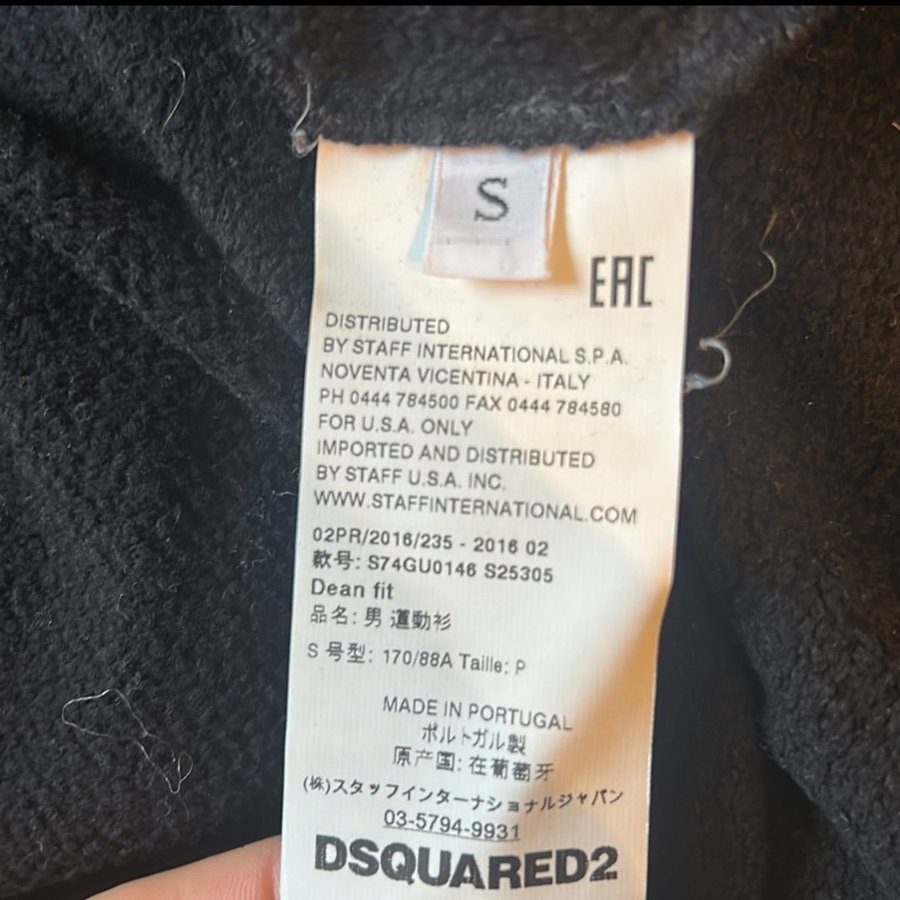 S
EAC
DISTRIBUTED
BY STAFF INTERNATIONAL S.P.A.
NOVENTA VICENTINA - ITALY
PH 0444 784500 FAX 0444 784580
FOR U.S.A. ONLY
IMPORTED AND DISTRIBUTED
BY STAFF U.S.A. INC.
WWW.STAFFINTERNATIONAL.COM
02PR/2016/235 - 2016 02
款号: S74GU0146 S25305
Dean fit
品名: 男 運動衫
S 号型: 170/88A Taille: P
MADE IN PORTUGAL
ポルトガル製
原产国: 在葡萄牙
(株)スタッフインターナショナルジャパン
03-5794-9931
DSQUARED2